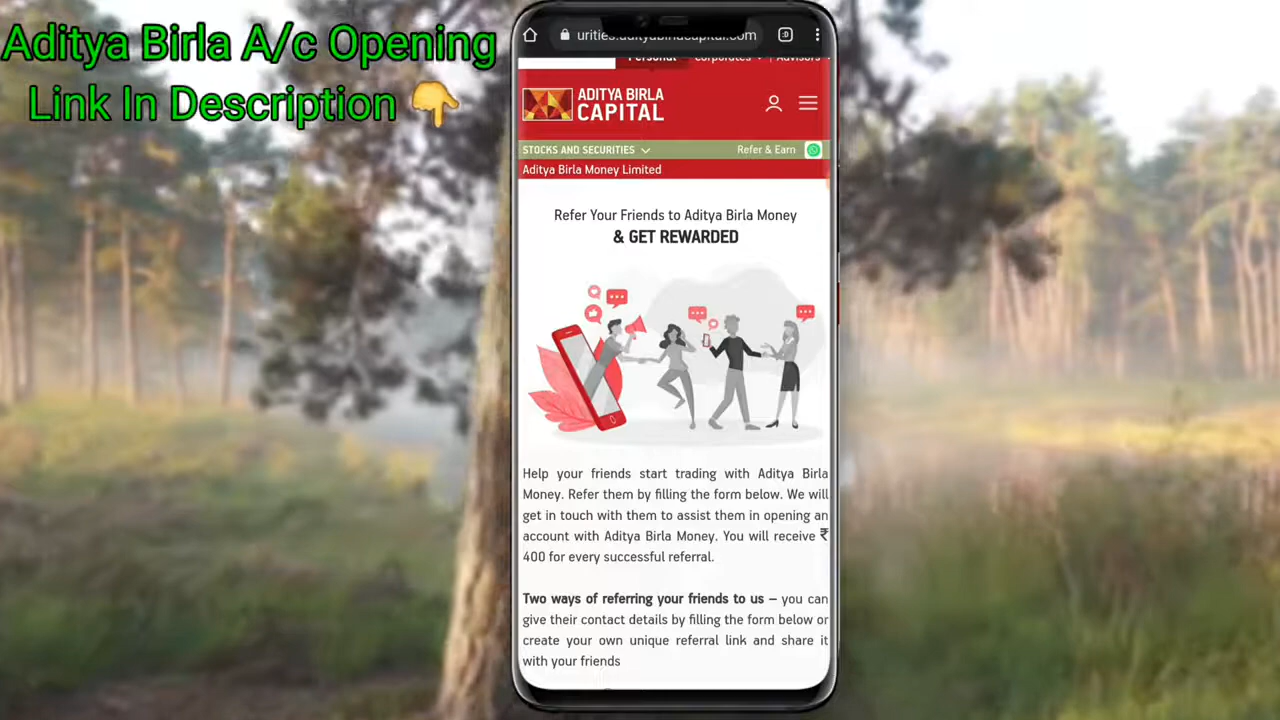 Aditya Birla A/c Opening
Link In Description 👇
Personal Corporates Advisors
ADITYA BIRLA
CAPITAL
STOCKS AND SECURITIES Refer & Earn
Aditya Birla Money Limited
Refer Your Friends to Aditya Birla Money
& GET REWARDED
Help your friends start trading with Aditya Birla
Money. Refer them by filling the form below. We will
get in touch with them to assist them in opening an
account with Aditya Birla Money. You will receive ₹
400 for every successful referral.
Two ways of referring your friends to us – you can
give their contact details by filling the form below or
create your own unique referral link and share it
with your friends